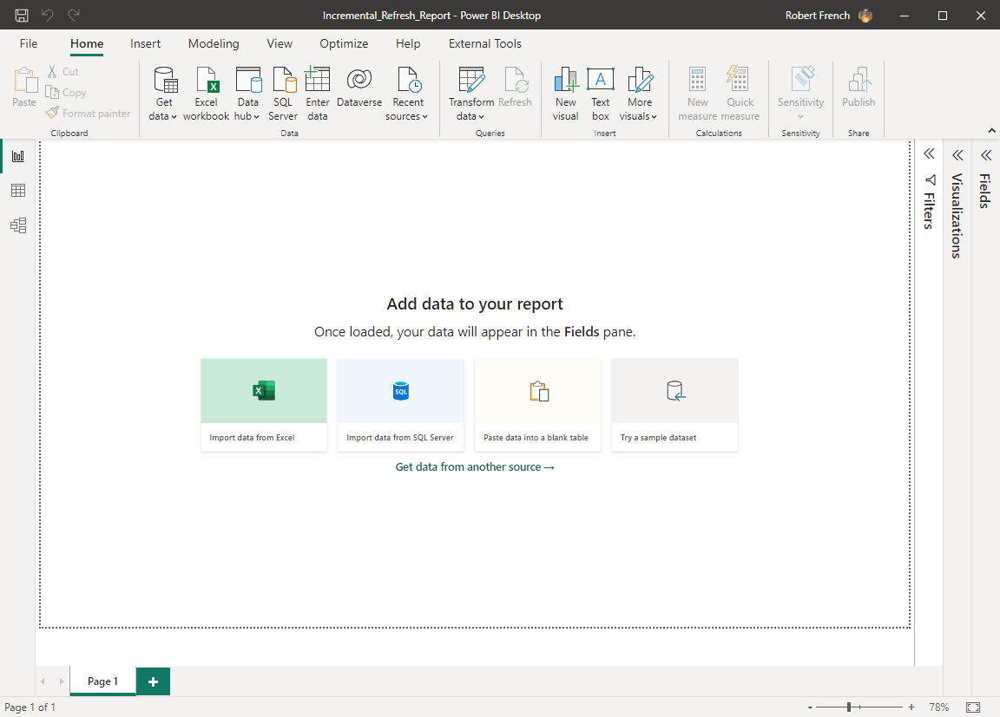 Incremental_Refresh_Report - Power BI Desktop
Robert French
File Home Insert Modeling View Optimize Help External Tools
Paste
Cut
Copy
Format painter
Clipboard
Get data
Excel workbook
Data hub
SQL Server
Enter data
Dataverse
Recent sources
Data
Transform data
Refresh
Queries
New visual
Text box
More visuals
Insert
New measure
Quick measure
Calculations
Sensitivity
Sensitivity
Publish
Share
Filters
Visualizations
Fields
Add data to your report
Once loaded, your data will appear in the Fields pane.
Import data from Excel
Import data from SQL Server
Paste data into a blank table
Try a sample dataset
Get data from another source →
Page 1
Page 1 of 1
- + 78%